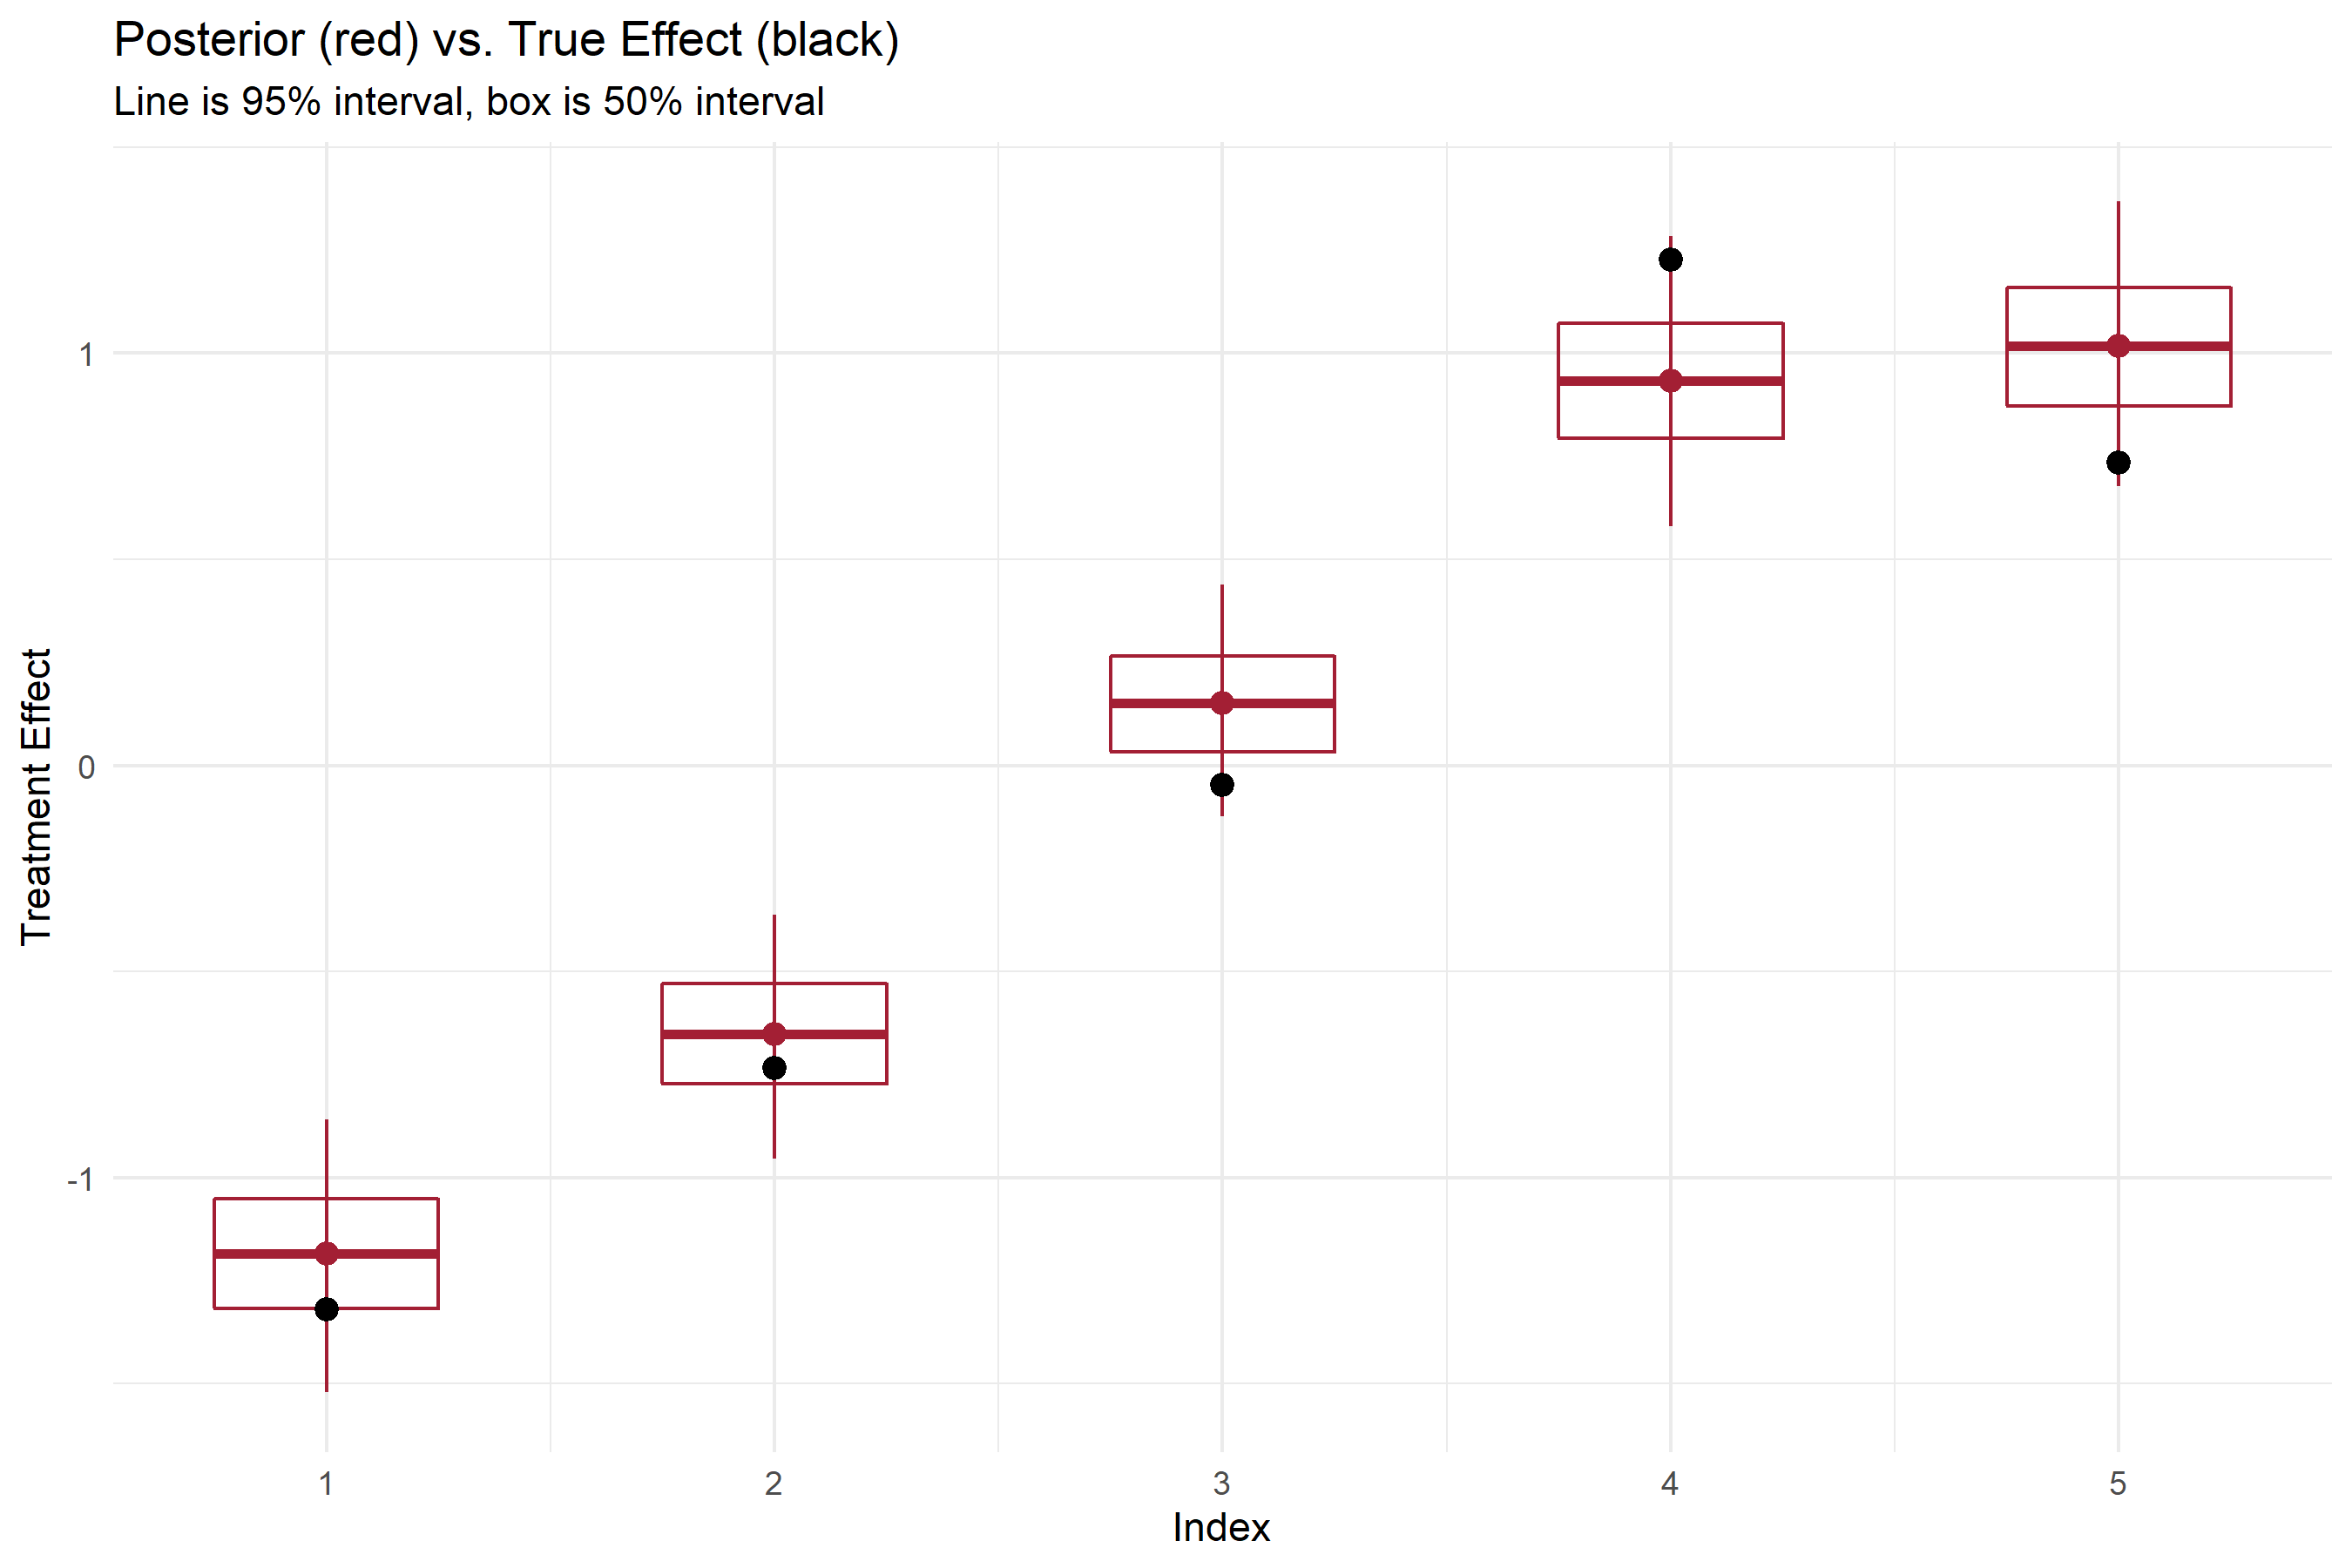 Posterior (red) vs. True Effect (black)
Line is 95% interval, box is 50% interval
Treatment Effect
1
0
-1
1
2
3
4
5
Index